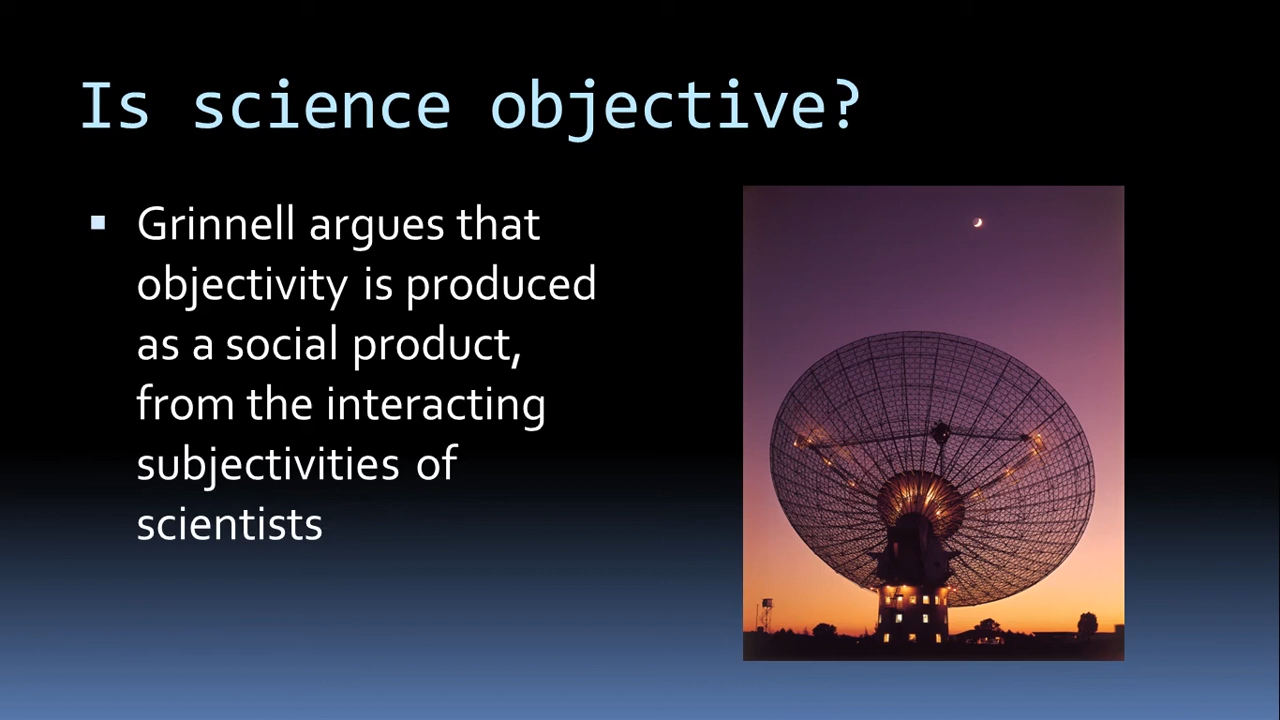 Is science objective?
Grinnell argues that
objectivity is produced
as a social product,
from the interacting
subjectivities of
scientists